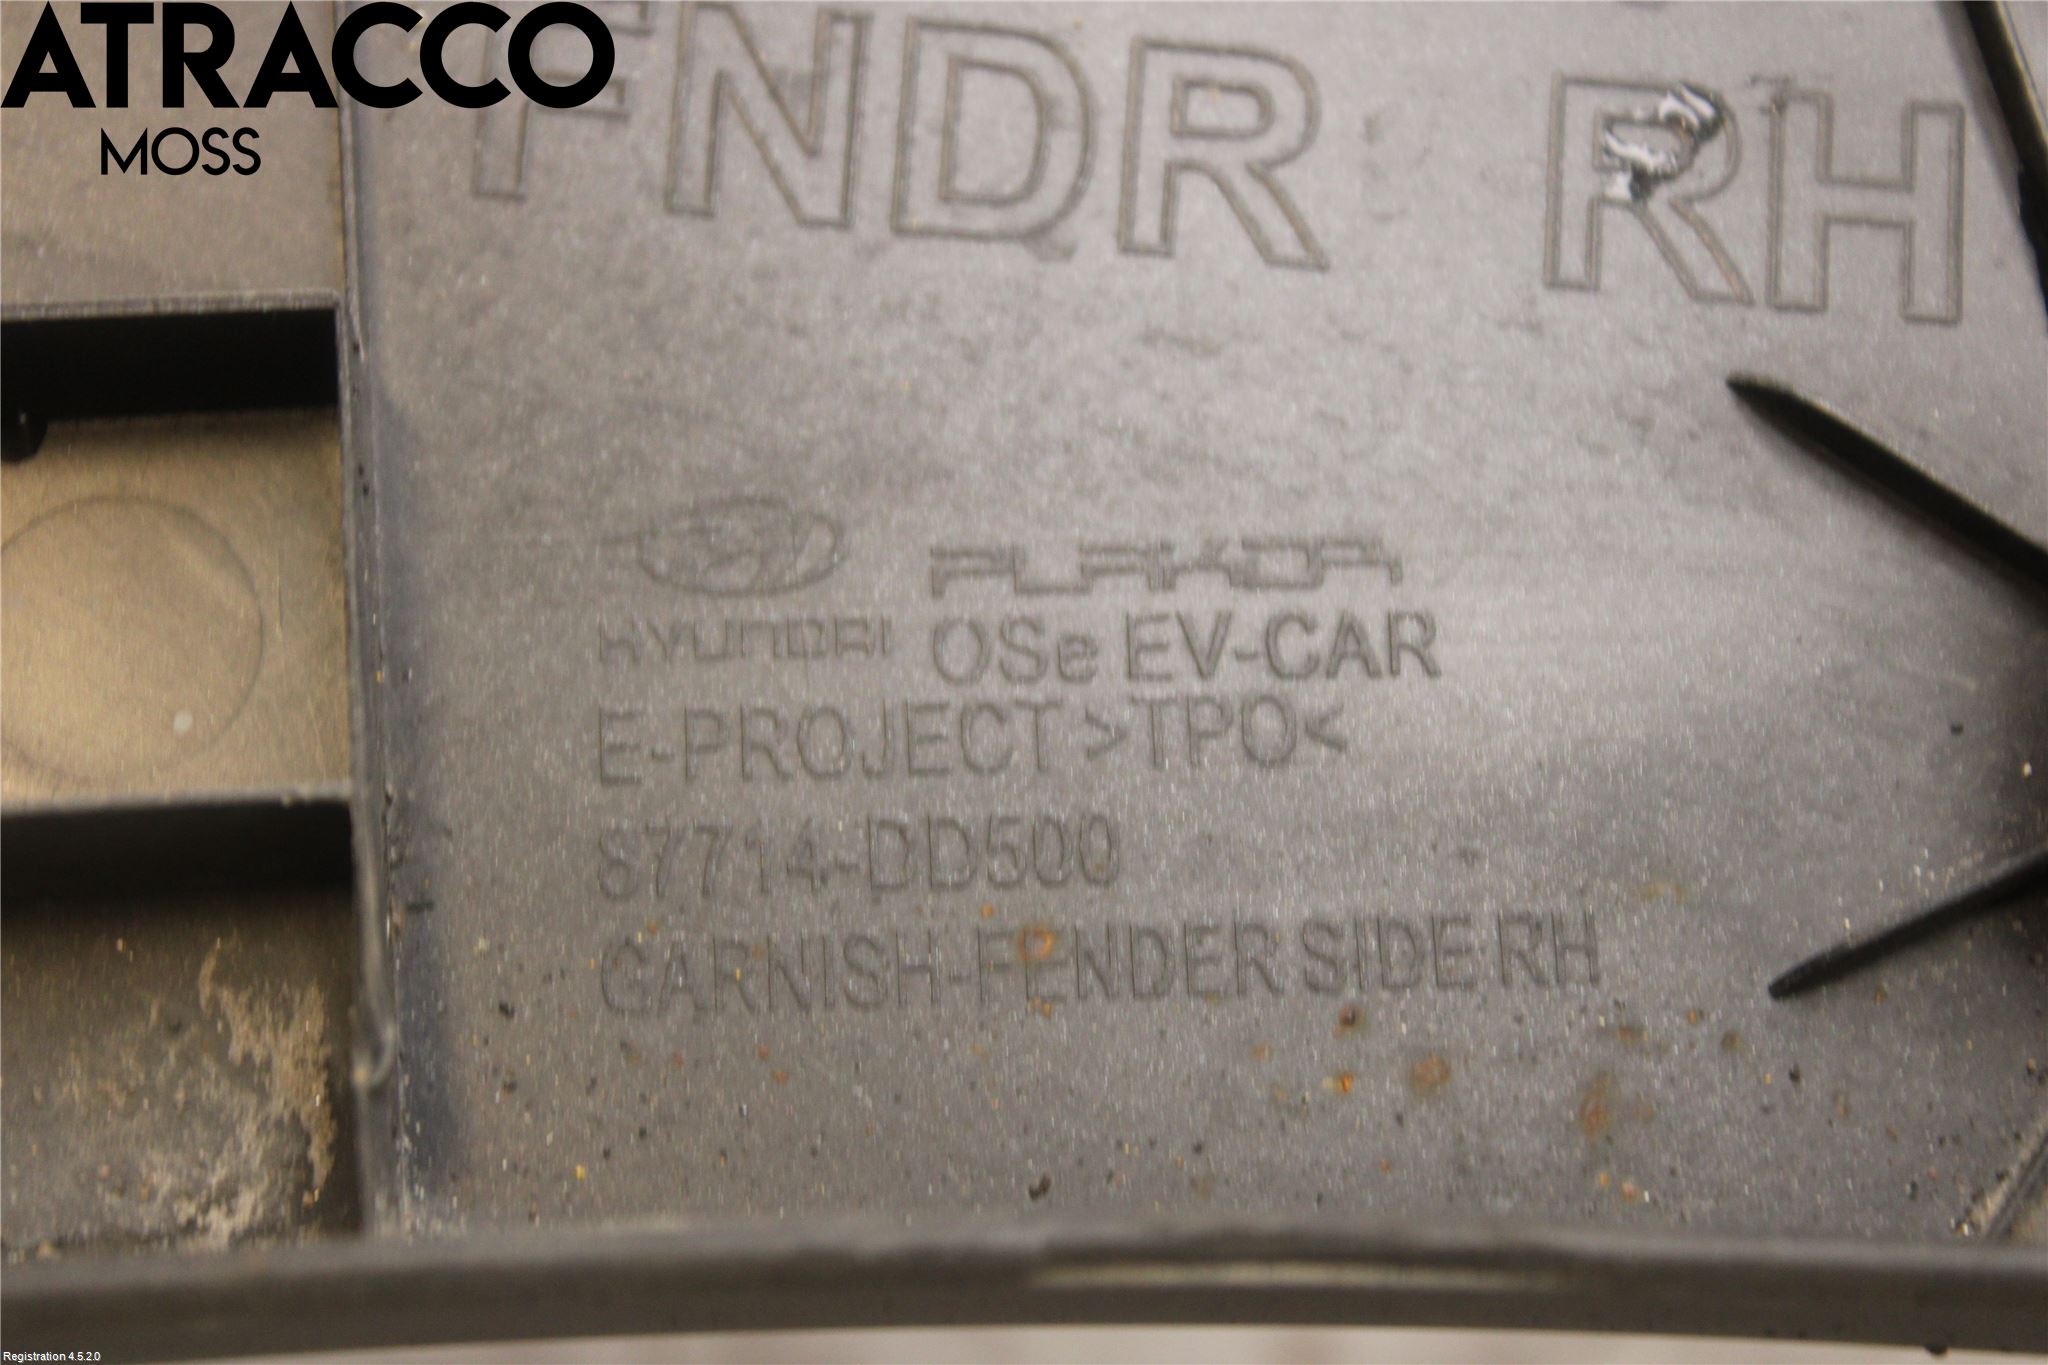 ATRACCO
MOSS
FNDR RH
PLAKOR
HYUNDAI OSe EV-CAR
E-PROJECT >TPO<
87714-DD500
GARNISH-FENDER SIDE RH
Registration 4.5.2.0